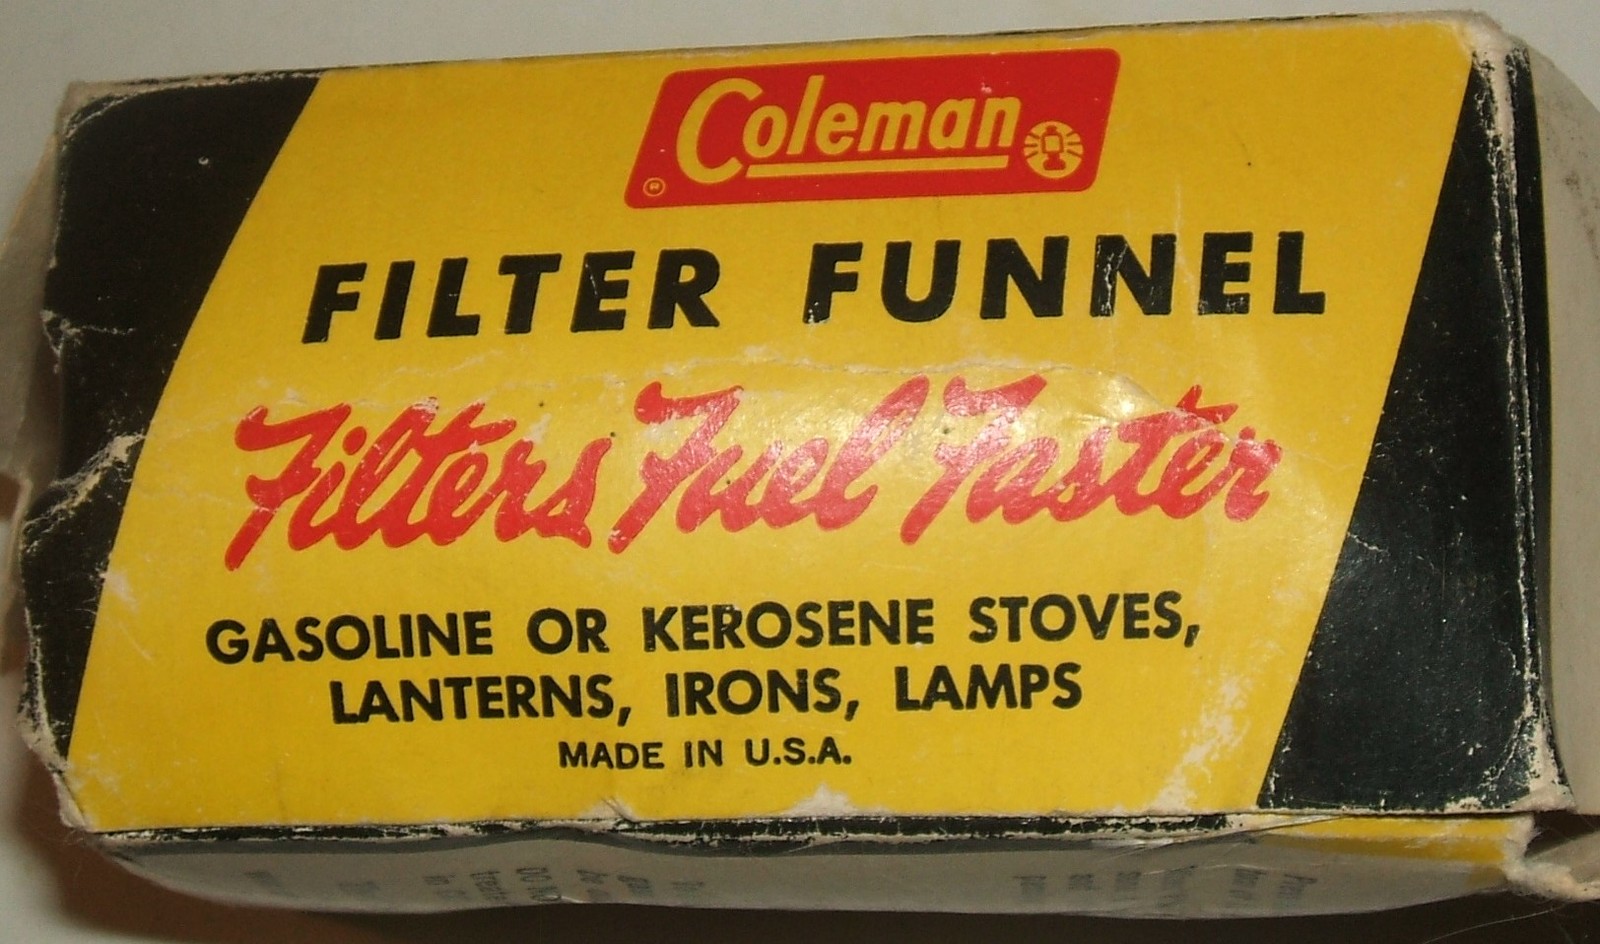 Coleman
®
FILTER FUNNEL
Filters Fuel Faster
GASOLINE OR KEROSENE STOVES,
LANTERNS, IRONS, LAMPS
MADE IN U.S.A.